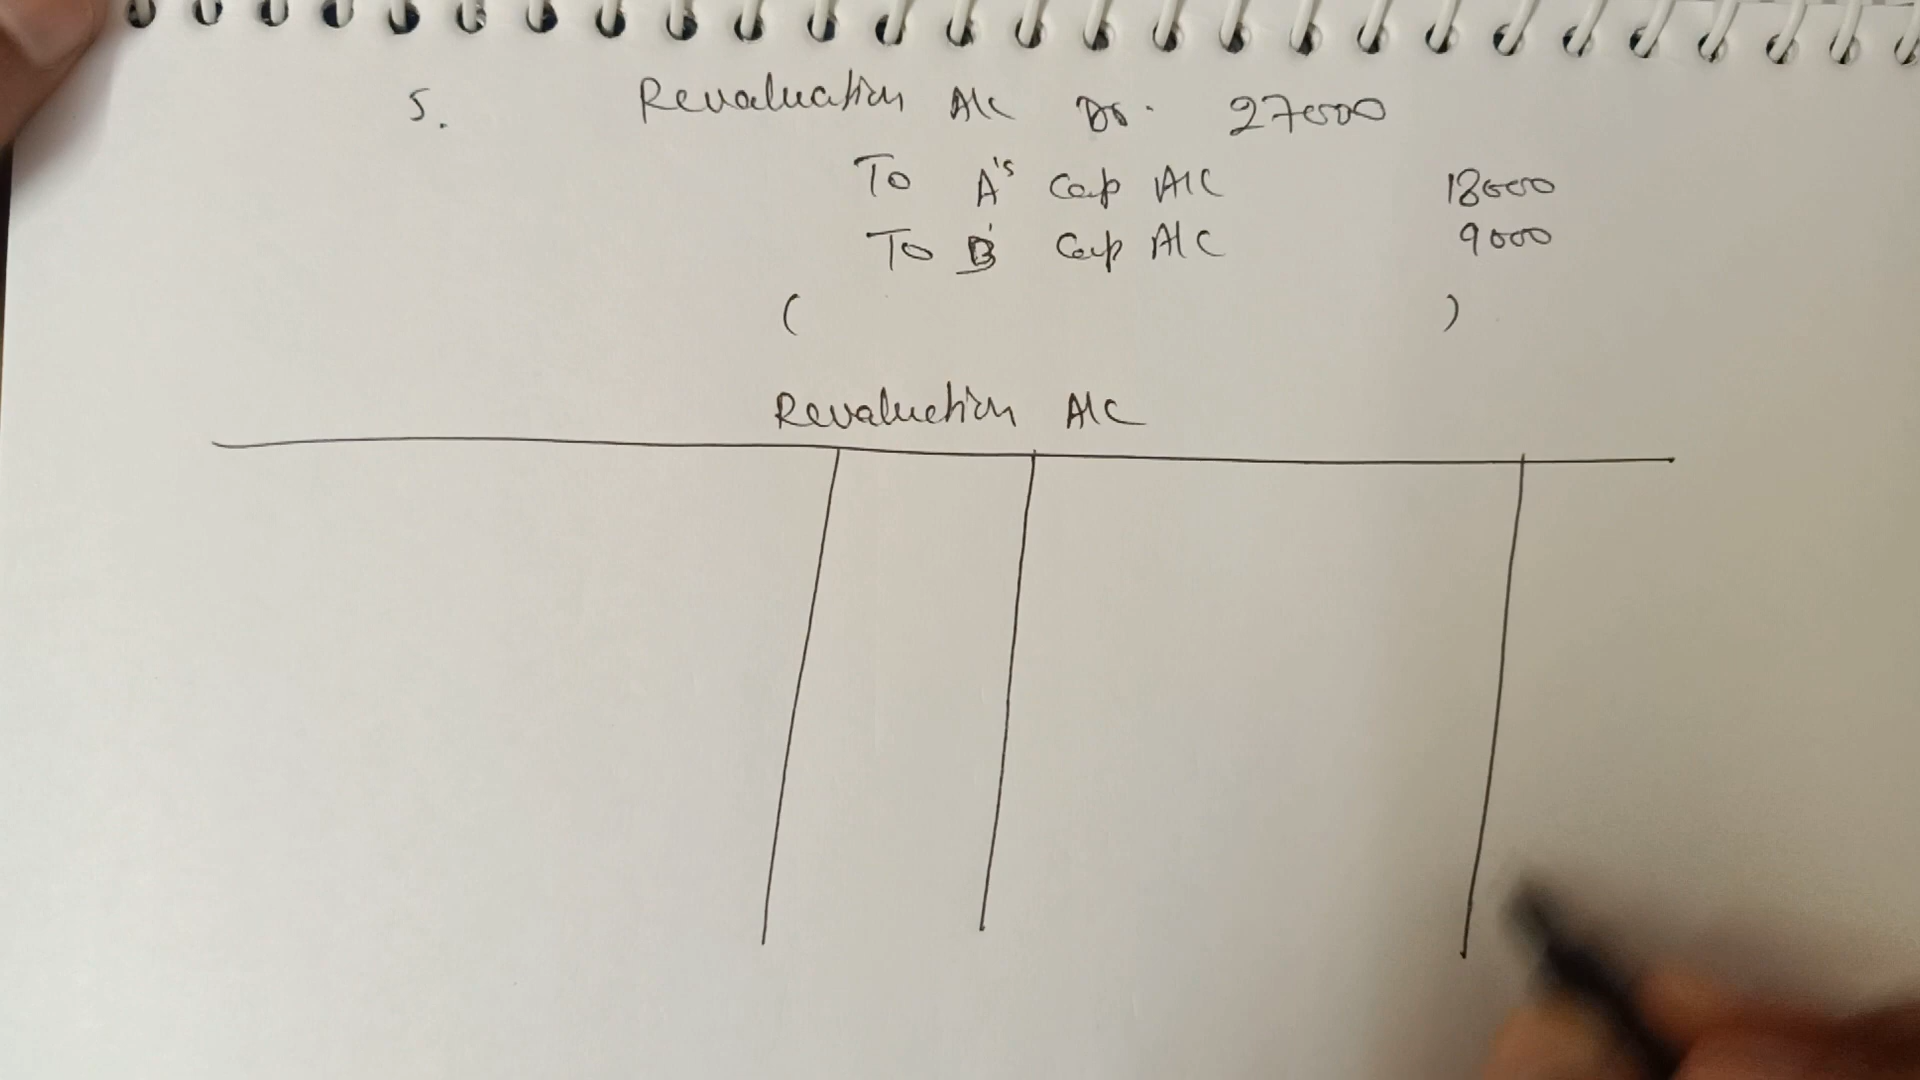 5. Revaluation A/c Dr. 27000
To A's Cap A/C 18000
To B' Cap A/C 9000
( )
Revaluation A/C